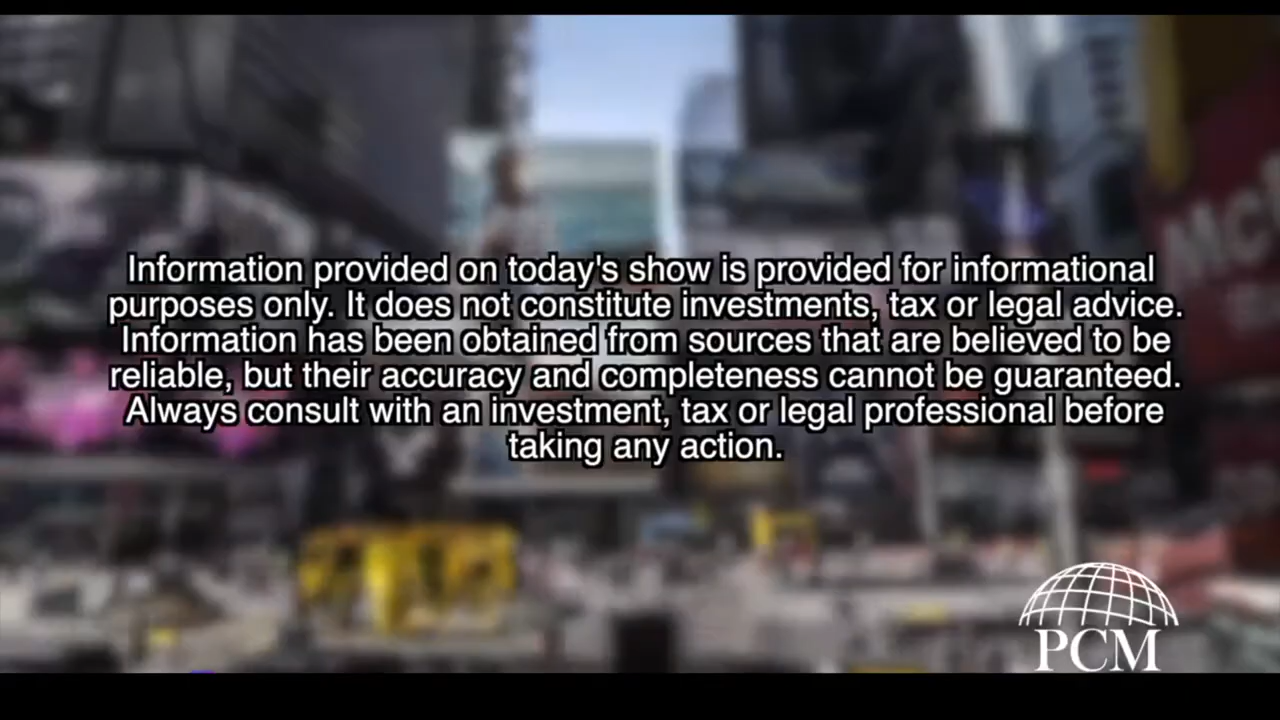 Information provided on today's show is provided for informational
purposes only. It does not constitute investments, tax or legal advice.
Information has been obtained from sources that are believed to be
reliable, but their accuracy and completeness cannot be guaranteed.
Always consult with an investment, tax or legal professional before
taking any action.
PCM